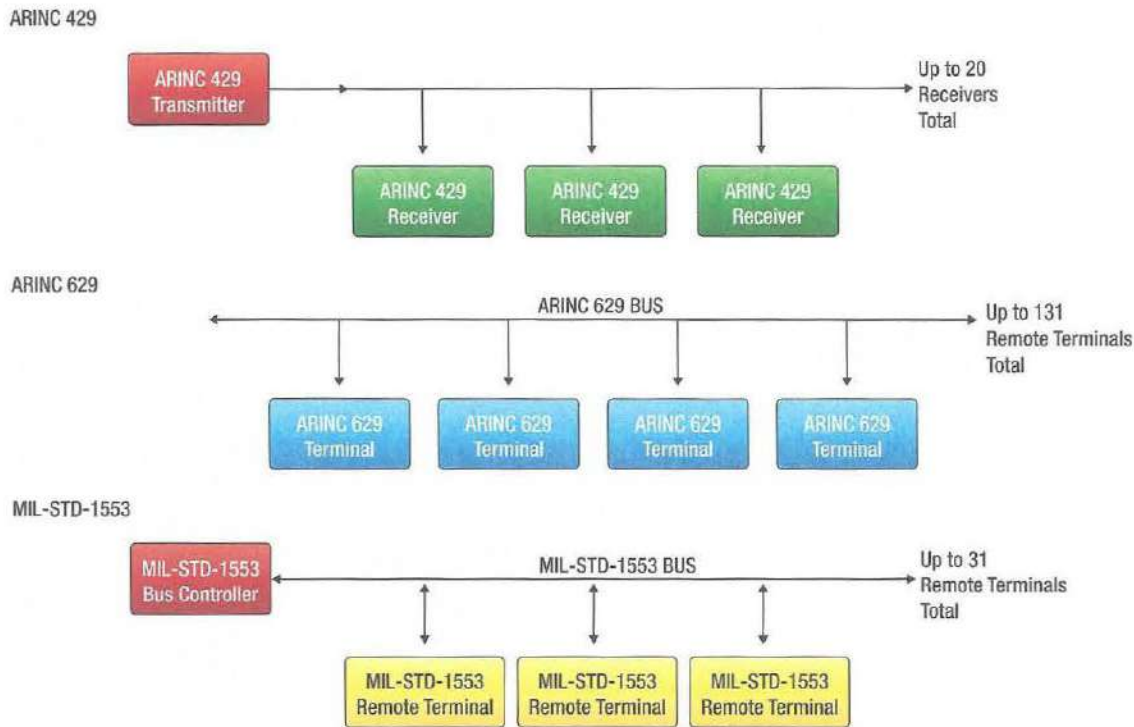 ARINC 429
ARINC 429
Transmitter
Up to 20
Receivers
Total
ARINC 429
Receiver
ARINC 429
Receiver
ARINC 429
Receiver
ARINC 629
ARINC 629 BUS
Up to 131
Remote Terminals
Total
ARINC 629
Terminal
ARINC 629
Terminal
ARINC 629
Terminal
ARINC 629
Terminal
MIL-STD-1553
MIL-STD-1553
Bus Controller
MIL-STD-1553 BUS
Up to 31
Remote Terminals
Total
MIL-STD-1553
Remote Terminal
MIL-STD-1553
Remote Terminal
MIL-STD-1553
Remote Terminal